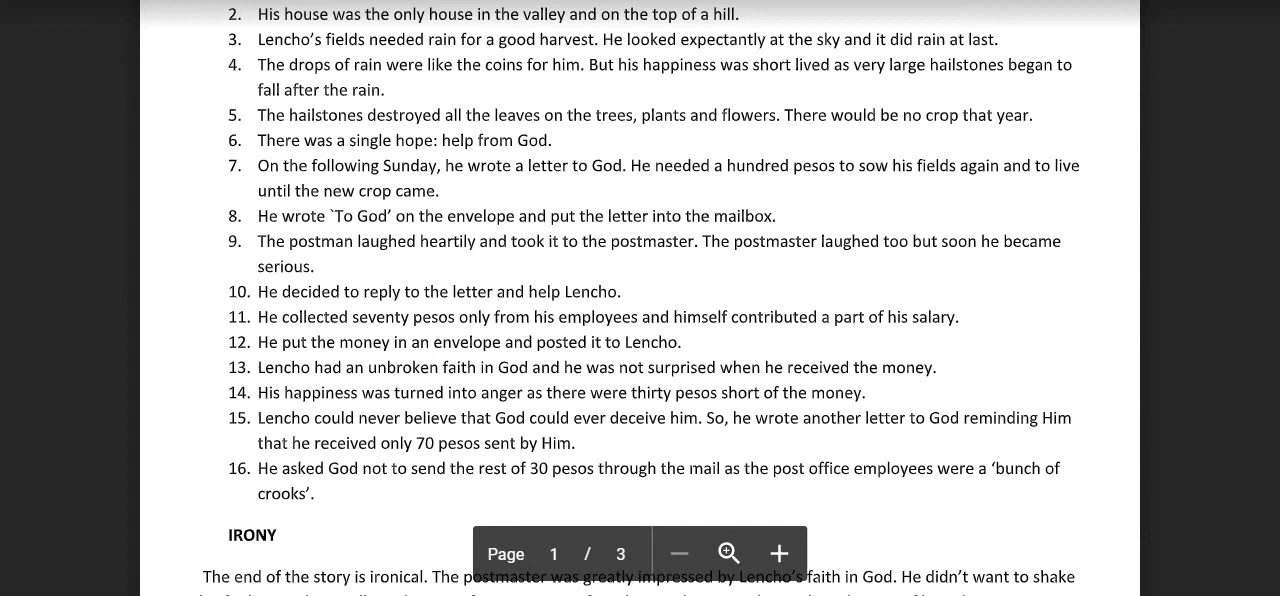 2. His house was the only house in the valley and on the top of a hill.
3. Lencho’s fields needed rain for a good harvest. He looked expectantly at the sky and it did rain at last.
4. The drops of rain were like the coins for him. But his happiness was short lived as very large hailstones began to
fall after the rain.
5. The hailstones destroyed all the leaves on the trees, plants and flowers. There would be no crop that year.
6. There was a single hope: help from God.
7. On the following Sunday, he wrote a letter to God. He needed a hundred pesos to sow his fields again and to live
until the new crop came.
8. He wrote `To God’ on the envelope and put the letter into the mailbox.
9. The postman laughed heartily and took it to the postmaster. The postmaster laughed too but soon he became
serious.
10. He decided to reply to the letter and help Lencho.
11. He collected seventy pesos only from his employees and himself contributed a part of his salary.
12. He put the money in an envelope and posted it to Lencho.
13. Lencho had an unbroken faith in God and he was not surprised when he received the money.
14. His happiness was turned into anger as there were thirty pesos short of the money.
15. Lencho could never believe that God could ever deceive him. So, he wrote another letter to God reminding Him
that he received only 70 pesos sent by Him.
16. He asked God not to send the rest of 30 pesos through the mail as the post office employees were a ‘bunch of
crooks’.
IRONY
Page 1 / 3
The end of the story is ironical. The postmaster was greatly impressed by Lencho’s faith in God. He didn’t want to shake